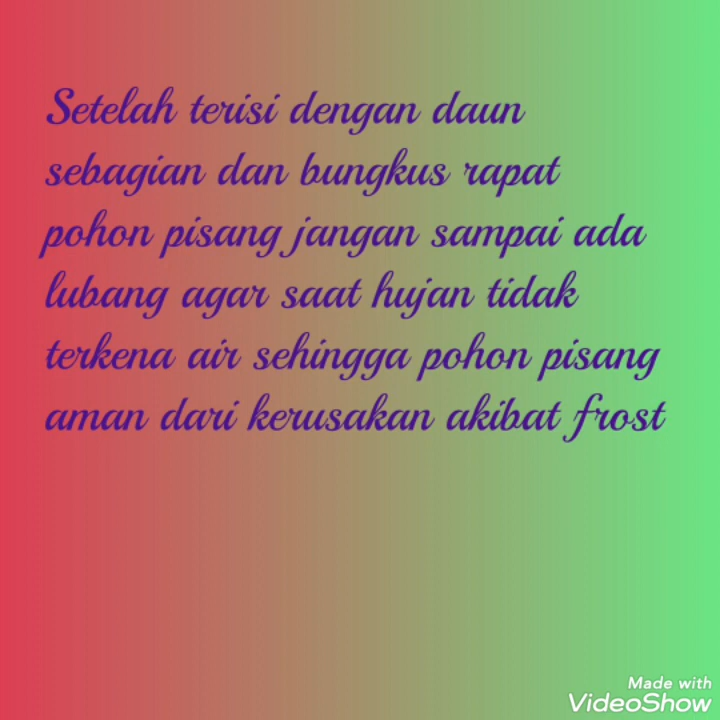 Setelah terisi dengan daun
sebagian dan bungkus rapat
pohon pisang jangan sampai ada
lubang agar saat hujan tidak
terkena air sehingga pohon pisang
aman dari kerusakan akibat frost
Made with
VideoShow